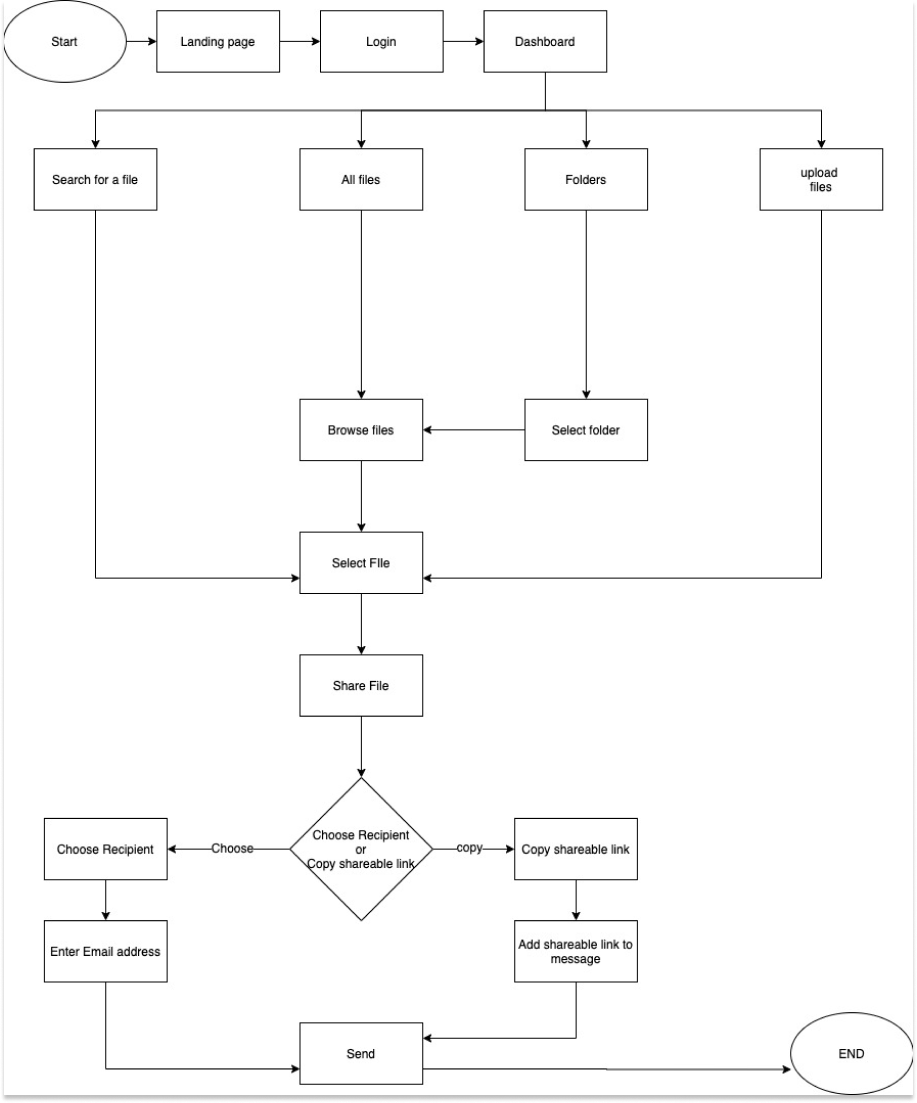 Start
Landing page
Login
Dashboard
Search for a file
All files
Folders
upload
files
Browse files
Select folder
Select FIle
Share File
Choose Recipient
or
Copy shareable link
Choose
copy
Choose Recipient
Copy shareable link
Enter Email address
Add shareable link to
message
Send
END